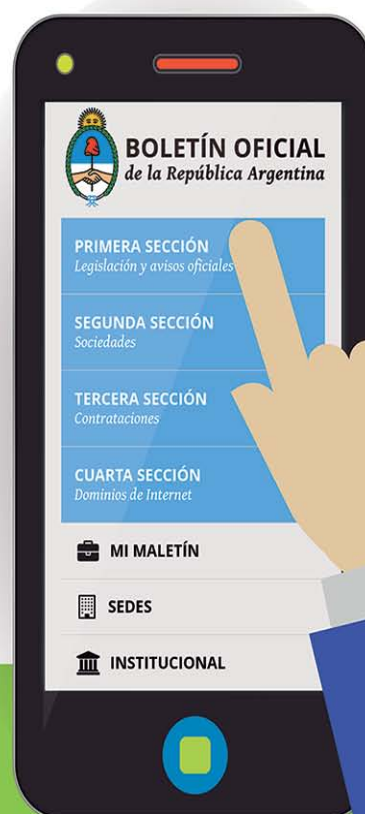 BOLETÍN OFICIAL
de la República Argentina
PRIMERA SECCIÓN
Legislación y avisos oficiales
SEGUNDA SECCIÓN
Sociedades
TERCERA SECCIÓN
Contrataciones
CUARTA SECCIÓN
Dominios de Internet
MI MALETÍN
SEDES
INSTITUCIONAL